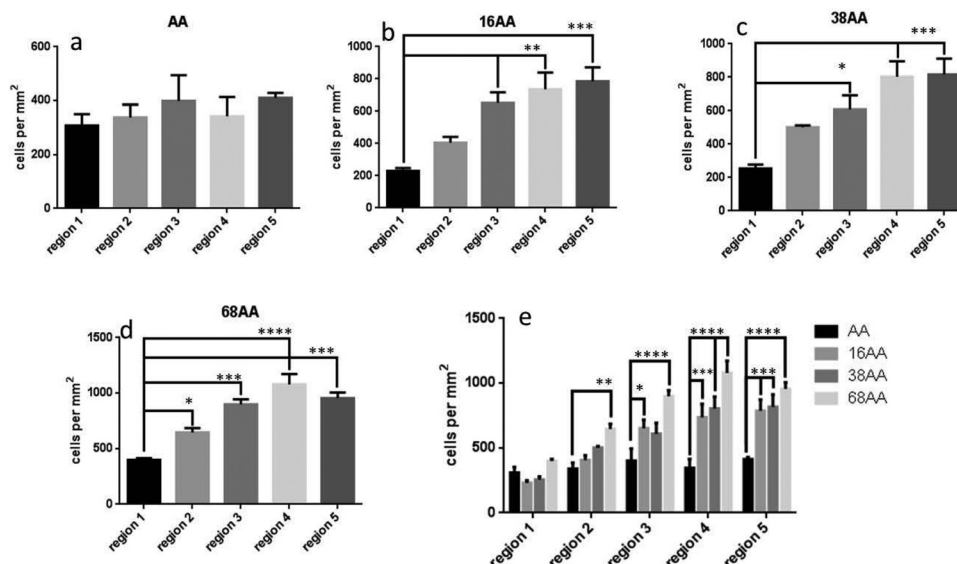 a
AA
cells per mm2
600
400
200
0
region 1
region 2
region 3
region 4
region 5
b
16AA
cells per mm2
1000
800
600
400
200
0
**
***
region 1
region 2
region 3
region 4
region 5
c
38AA
cells per mm2
1000
800
600
400
200
0
*
***
region 1
region 2
region 3
region 4
region 5
d
68AA
cells per mm2
1500
1000
500
0
*
***
****
***
region 1
region 2
region 3
region 4
region 5
e
cells per mm2
1500
1000
500
0
**
****
*
****
***
****
***
region 1
region 2
region 3
region 4
region 5
AA
16AA
38AA
68AA